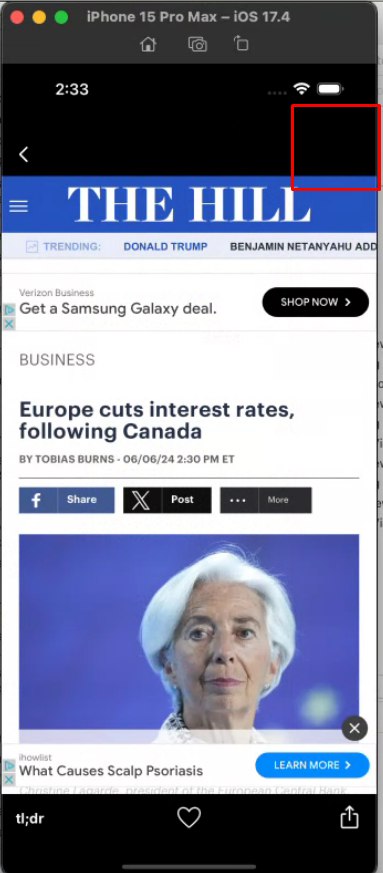 iPhone 15 Pro Max – iOS 17.4
2:33
THE HILL
TRENDING: DONALD TRUMP BENJAMIN NETANYAHU ADD
Verizon Business
Get a Samsung Galaxy deal.
SHOP NOW
BUSINESS
Europe cuts interest rates,
following Canada
BY TOBIAS BURNS - 06/06/24 2:30 PM ET
Share
Post
More
ihowlist
What Causes Scalp Psoriasis
LEARN MORE
Christine Lagarde, president of the European Central Bank
tl;dr